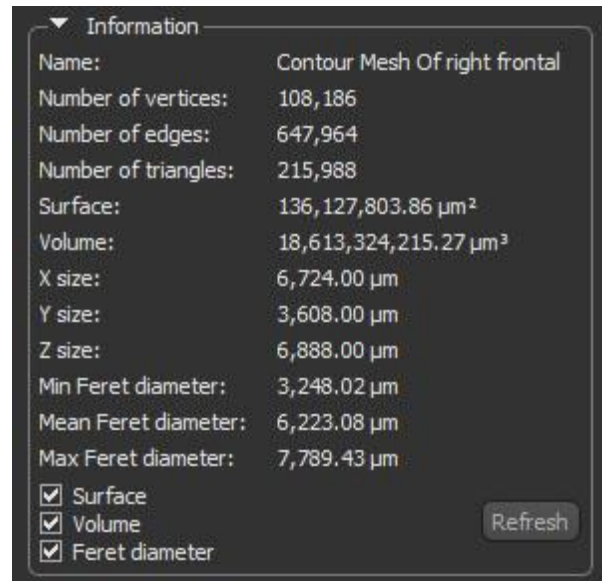 Information
Name: Contour Mesh Of right frontal
Number of vertices: 108,186
Number of edges: 647,964
Number of triangles: 215,988
Surface: 136,127,803.86 µm²
Volume: 18,613,324,215.27 µm³
X size: 6,724.00 µm
Y size: 3,608.00 µm
Z size: 6,888.00 µm
Min Feret diameter: 3,248.02 µm
Mean Feret diameter: 6,223.08 µm
Max Feret diameter: 7,789.43 µm
Surface
Volume
Refresh
Feret diameter